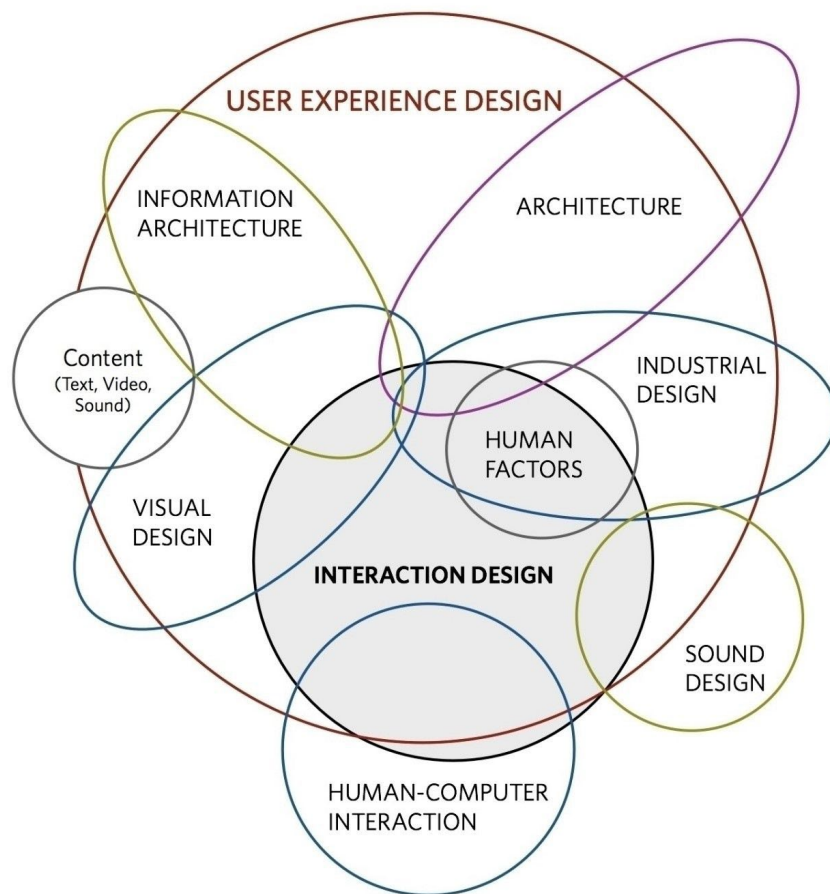 USER EXPERIENCE DESIGN
INFORMATION
ARCHITECTURE
ARCHITECTURE
Content
(Text, Video,
Sound)
INDUSTRIAL
DESIGN
HUMAN
FACTORS
VISUAL
DESIGN
INTERACTION DESIGN
SOUND
DESIGN
HUMAN-COMPUTER
INTERACTION